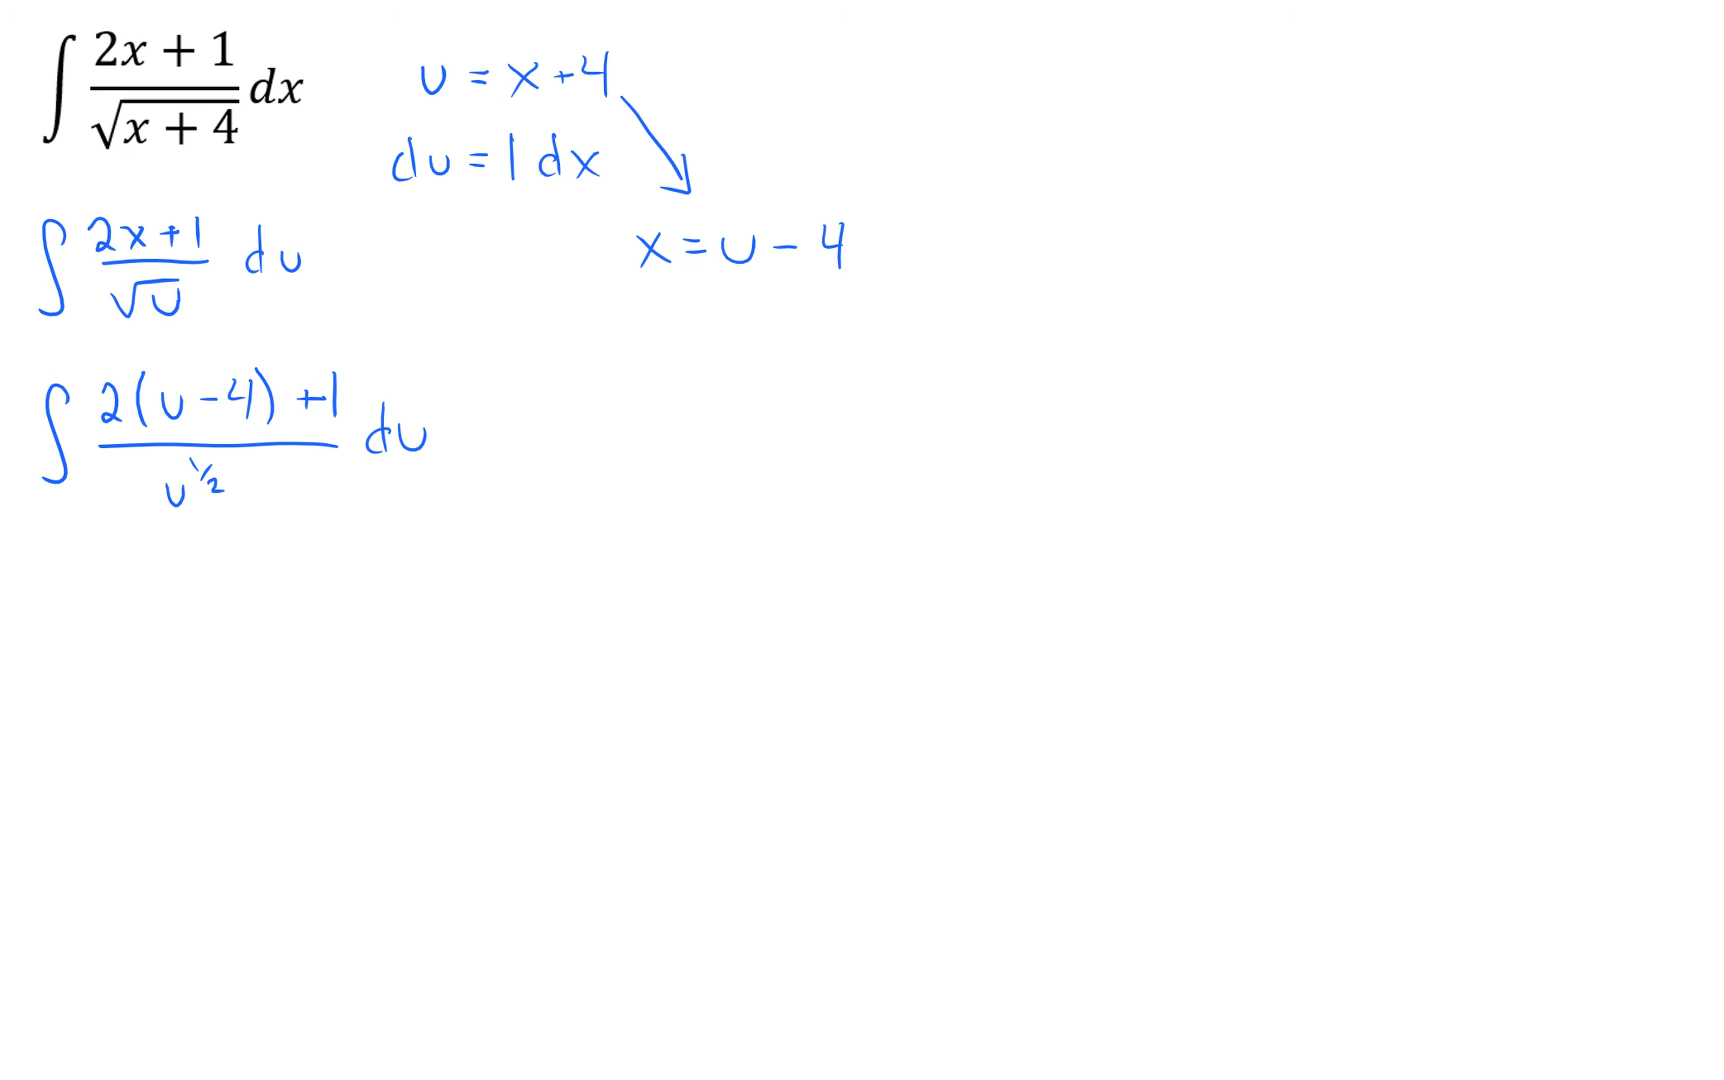 ∫ (2x + 1)/√(x + 4) dx
u = x + 4
du = 1 dx
∫ (2x + 1)/√u du
x = u − 4
∫ (2(u − 4) + 1)/u^(1/2) du